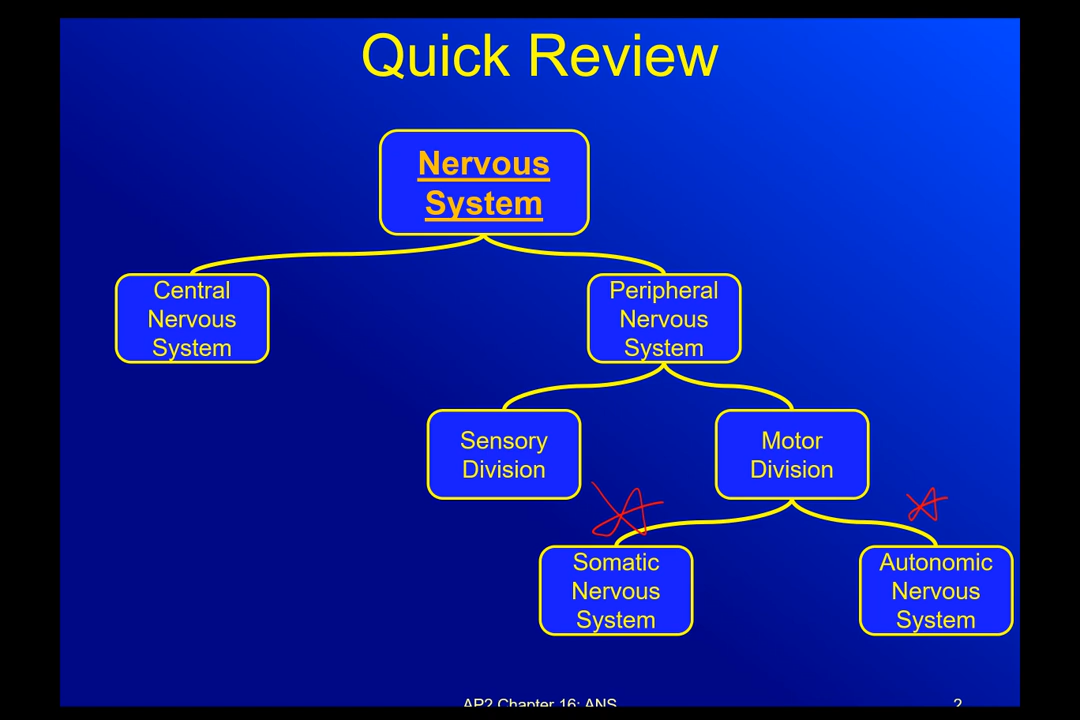 Quick Review
Nervous
System
Central
Nervous
System
Peripheral
Nervous
System
Sensory
Division
Motor
Division
Somatic
Nervous
System
Autonomic
Nervous
System
AP2 Chapter 16: ANS
2